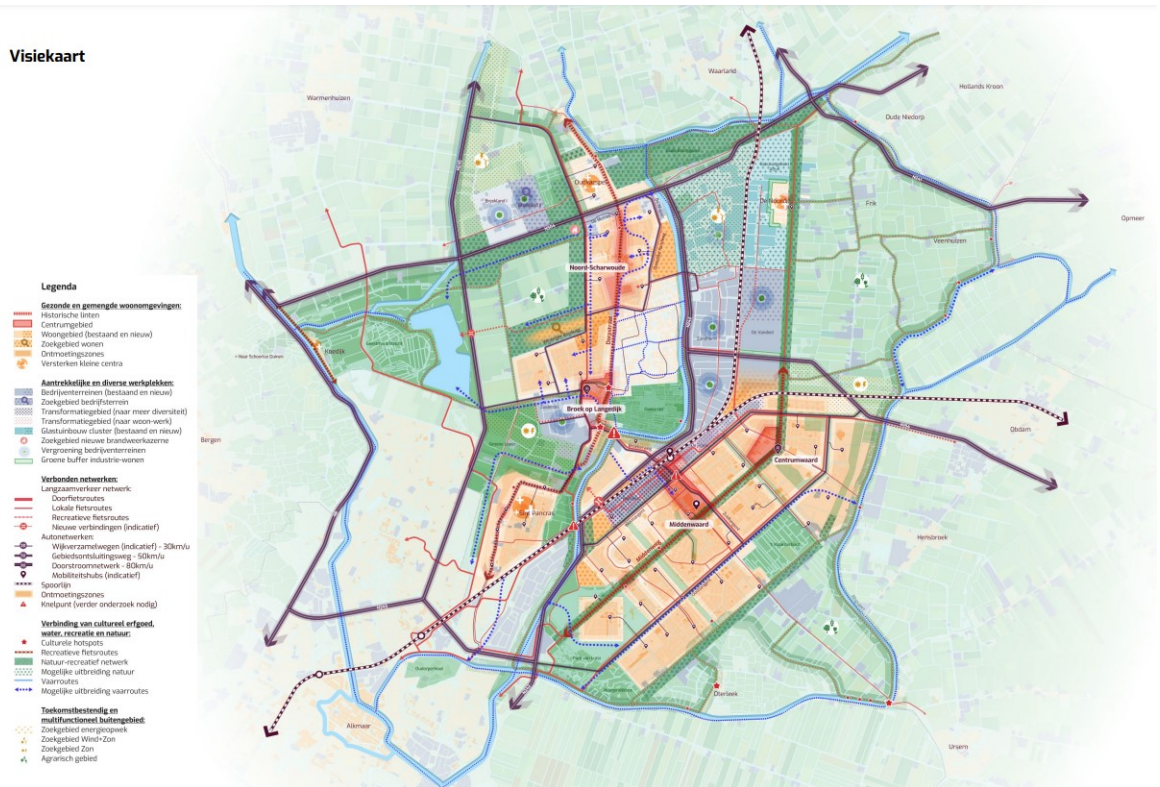 Visiekaart
Legenda
Gezonde en gemengde woonomgevingen:
Historische linten
Centrumgebied
Woongebied (bestaand en nieuw)
Zoekgebied wonen
Ontmoetingszones
Versterken kleine centra
Aantrekkelijke en diverse werkplekken:
Bedrijventerreinen (bestaand en nieuw)
Zoekgebied bedrijfsterrein
Transformatiegebied (naar meer diversiteit)
Transformatiegebied (naar woon-werk)
Glastuinbouw cluster (bestaand en nieuw)
Zoekgebied nieuwe brandweerkazerne
Vergroening bedrijventerreinen
Groene buffer industrie-wonen
Verbonden netwerken:
Langzaamverkeer netwerk:
Doorfietsroutes
Lokale fietsroutes
Recreatieve fietsroutes
Nieuwe verbindingen (indicatief)
Autonetwerken:
Wijkverzamelwegen (indicatief) - 30km/u
Gebiedsontsluitingsweg - 50km/u
Doorstroomnetwerk - 80km/u
Mobiliteitshubs (indicatief)
Spoorlijn
Ontmoetingszones
Knelpunt (verder onderzoek nodig)
Verbinding van cultureel erfgoed,
water, recreatie en natuur:
Culturele hotspots
Recreatieve fietsroutes
Natuur-recreatief netwerk
Mogelijke uitbreiding natuur
Vaarroutes
Mogelijke uitbreiding vaarroutes
Toekomstbestendig en
multifunctioneel buitengebied:
Zoekgebied energieopwek
Zoekgebied Wind+Zon
Zoekgebied Zon
Agrarisch gebied
Warmenhuizen
Waarland
Hollands Kroon
Oude Niedorp
Opmeer
Frik
Veenhuizen
Noord-Scharwoude
Koedijk
Naar Schoorlse Duinen
Bergen
Broek op Langedijk
Obdam
Centrumwaard
Sint Pancras
Middenwaard
Hensbroek
Oterleek
Alkmaar
Ursem